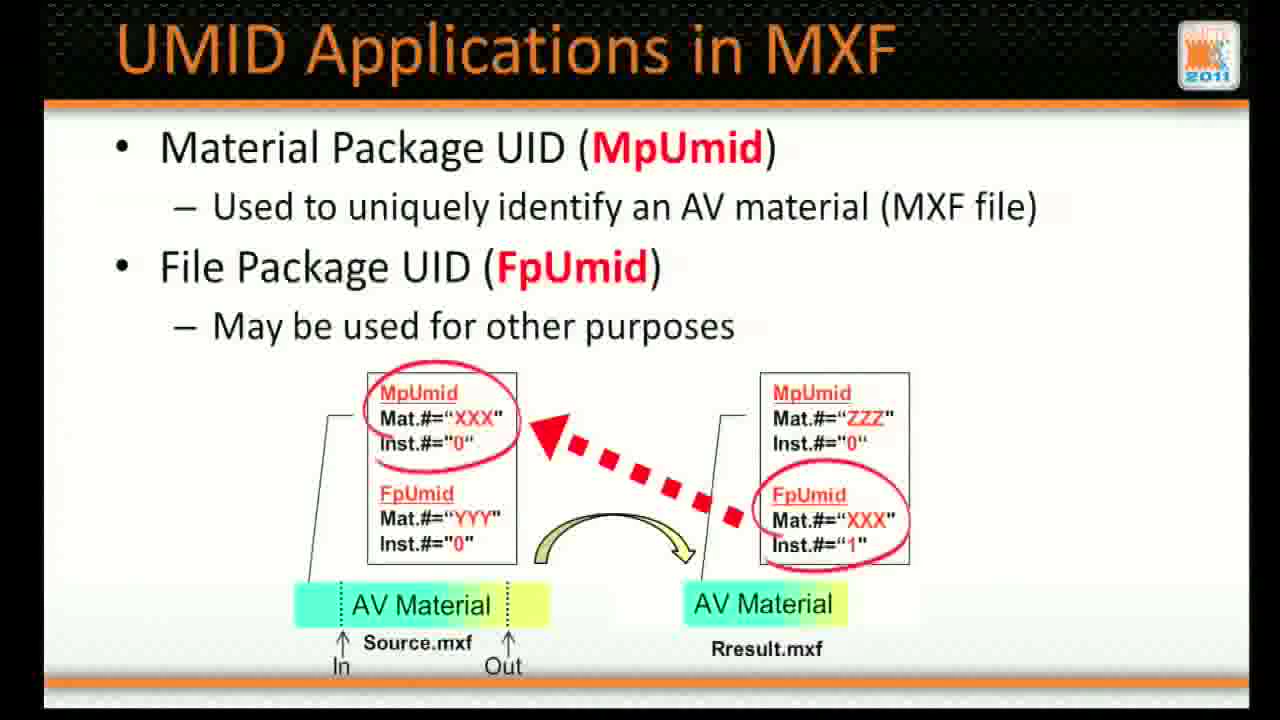 UMID Applications in MXF
2011
• Material Package UID (MpUmid)
– Used to uniquely identify an AV material (MXF file)
• File Package UID (FpUmid)
– May be used for other purposes
MpUmid
Mat.#="XXX"
Inst.#="0"
FpUmid
Mat.#="YYY"
Inst.#="0"
AV Material
Source.mxf
In
Out
MpUmid
Mat.#="ZZZ"
Inst.#="0"
FpUmid
Mat.#="XXX"
Inst.#="1"
AV Material
Rresult.mxf